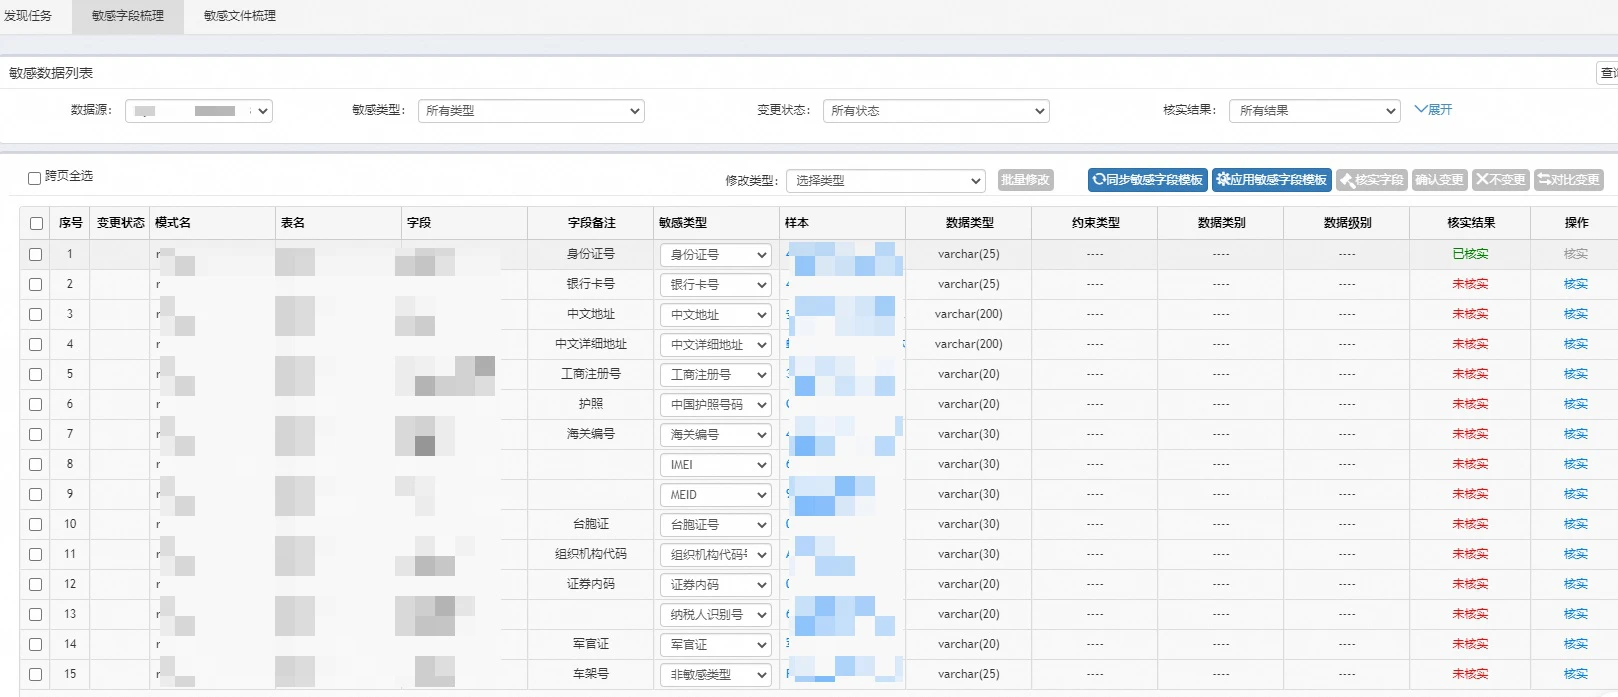 发现任务 敏感字段梳理 敏感文件梳理
敏感数据列表
数据源: 敏感类型: 所有类型 变更状态: 所有状态 核实结果: 所有结果 展开
跨页全选 修改类型: 选择类型 批量修改 同步敏感字段模板 应用敏感字段模板 核实字段 确认变更 不变更 对比变更
序号 变更状态 模式名 表名 字段 字段备注 敏感类型 样本 数据类型 约束类型 数据类别 数据级别 核实结果 操作
1 r 身份证号 身份证号 varchar(25) ---- ---- ---- 已核实 核实
2 r 银行卡号 银行卡号 varchar(25) ---- ---- ---- 未核实 核实
3 r 中文地址 中文地址 varchar(200) ---- ---- ---- 未核实 核实
4 r 中文详细地址 中文详细地址 varchar(200) ---- ---- ---- 未核实 核实
5 r 工商注册号 工商注册号 varchar(20) ---- ---- ---- 未核实 核实
6 r 护照 中国护照号码 varchar(20) ---- ---- ---- 未核实 核实
7 r 海关编号 海关编号 varchar(30) ---- ---- ---- 未核实 核实
8 r IMEI varchar(30) ---- ---- ---- 未核实 核实
9 r MEID varchar(30) ---- ---- ---- 未核实 核实
10 r 台胞证 台胞证号 varchar(30) ---- ---- ---- 未核实 核实
11 r 组织机构代码 组织机构代码 varchar(30) ---- ---- ---- 未核实 核实
12 r 证券内码 证券内码 varchar(20) ---- ---- ---- 未核实 核实
13 r 纳税人识别号 varchar(20) ---- ---- ---- 未核实 核实
14 r 军官证 军官证 varchar(20) ---- ---- ---- 未核实 核实
15 r 车架号 非敏感类型 varchar(25) ---- ---- ---- 未核实 核实